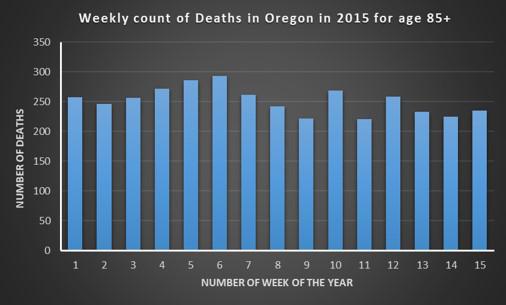 Weekly count of Deaths in Oregon in 2015 for age 85+
350
300
250
200
150
100
50
0
NUMBER OF DEATHS
1 2 3 4 5 6 7 8 9 10 11 12 13 14 15
NUMBER OF WEEK OF THE YEAR